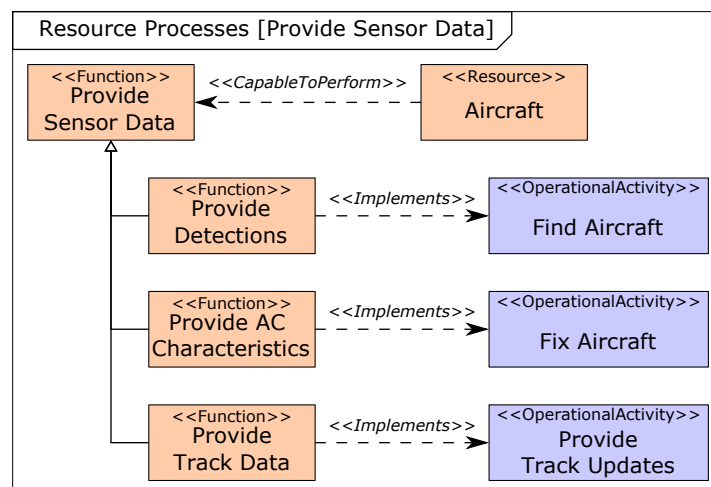 Resource Processes [Provide Sensor Data]
<<Function>>
Provide
Sensor Data
<<CapableToPerform>>
<<Resource>>
Aircraft
<<Function>>
Provide
Detections
<<Implements>>
<<OperationalActivity>>
Find Aircraft
<<Function>>
Provide AC
Characteristics
<<Implements>>
<<OperationalActivity>>
Fix Aircraft
<<Function>>
Provide
Track Data
<<Implements>>
<<OperationalActivity>>
Provide
Track Updates